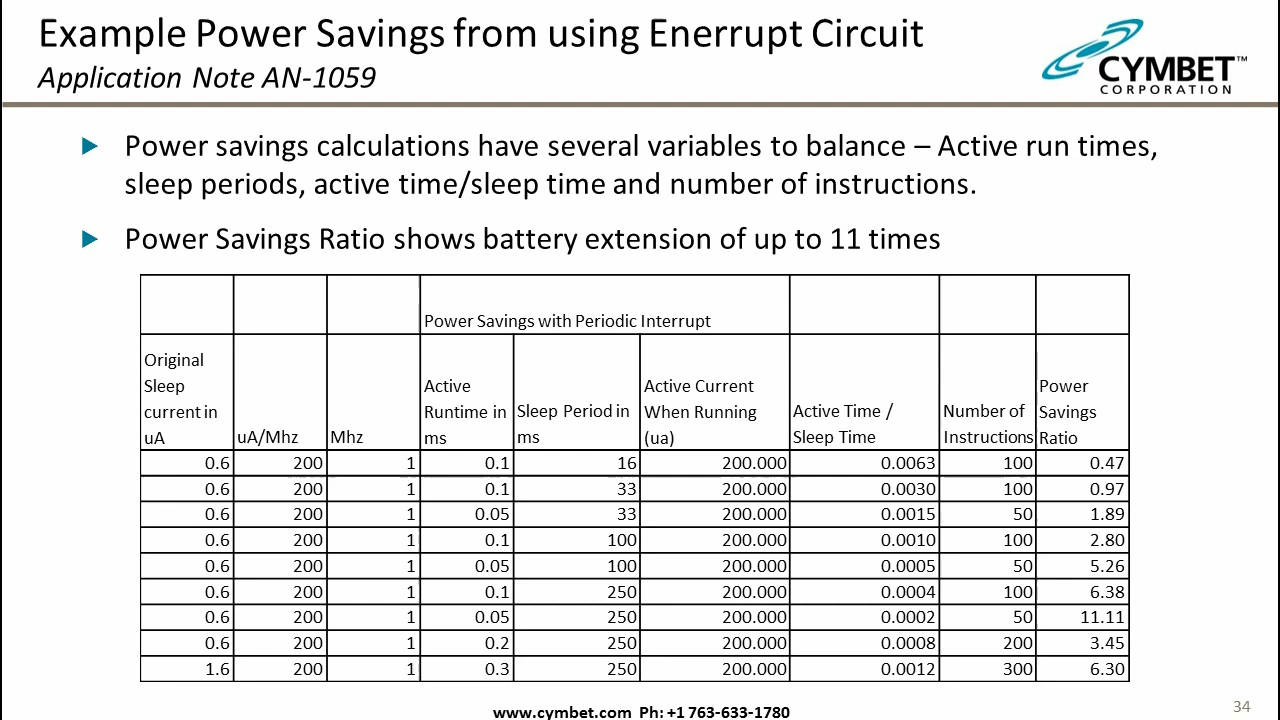 Example Power Savings from using Enerrupt Circuit
Application Note AN-1059
CYMBET™
CORPORATION
Power savings calculations have several variables to balance – Active run times,
sleep periods, active time/sleep time and number of instructions.
Power Savings Ratio shows battery extension of up to 11 times
Power Savings with Periodic Interrupt
Original Sleep current in uA | uA/Mhz | Mhz | Active Runtime in ms | Sleep Period in ms | Active Current When Running (ua) | Active Time / Sleep Time | Number of Instructions | Power Savings Ratio
0.6 | 200 | 1 | 0.1 | 16 | 200.000 | 0.0063 | 100 | 0.47
0.6 | 200 | 1 | 0.1 | 33 | 200.000 | 0.0030 | 100 | 0.97
0.6 | 200 | 1 | 0.05 | 33 | 200.000 | 0.0015 | 50 | 1.89
0.6 | 200 | 1 | 0.1 | 100 | 200.000 | 0.0010 | 100 | 2.80
0.6 | 200 | 1 | 0.05 | 100 | 200.000 | 0.0005 | 50 | 5.26
0.6 | 200 | 1 | 0.1 | 250 | 200.000 | 0.0004 | 100 | 6.38
0.6 | 200 | 1 | 0.05 | 250 | 200.000 | 0.0002 | 50 | 11.11
0.6 | 200 | 1 | 0.2 | 250 | 200.000 | 0.0008 | 200 | 3.45
1.6 | 200 | 1 | 0.3 | 250 | 200.000 | 0.0012 | 300 | 6.30
www.cymbet.com Ph: +1 763-633-1780
34